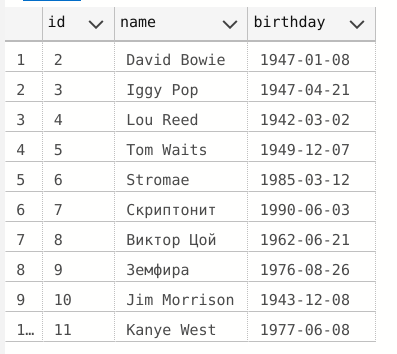 id name birthday
1 2 David Bowie 1947-01-08
2 3 Iggy Pop 1947-04-21
3 4 Lou Reed 1942-03-02
4 5 Tom Waits 1949-12-07
5 6 Stromae 1985-03-12
6 7 Скриптонит 1990-06-03
7 8 Виктор Цой 1962-06-21
8 9 Земфира 1976-08-26
9 10 Jim Morrison 1943-12-08
1… 11 Kanye West 1977-06-08